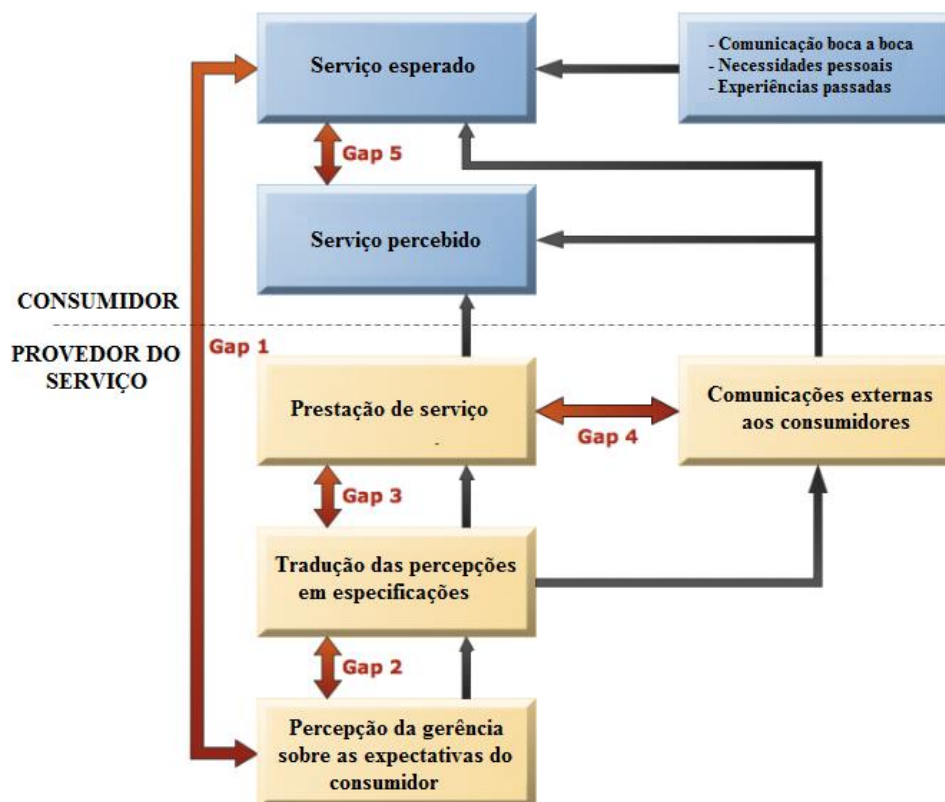 Serviço esperado
- Comunicação boca a boca
- Necessidades pessoais
- Experiências passadas
Gap 5
Serviço percebido
CONSUMIDOR
PROVEDOR DO
SERVIÇO
Gap 1
Prestação de serviço
-
Gap 4
Comunicações externas
aos consumidores
Gap 3
Tradução das percepções
em especificações
Gap 2
Percepção da gerência
sobre as expectativas do
consumidor